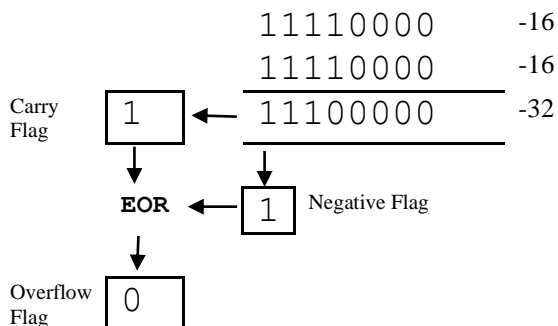 11110000 -16
11110000 -16
Carry
Flag
1
11100000 -32
EOR
1
Negative Flag
Overflow
Flag
0